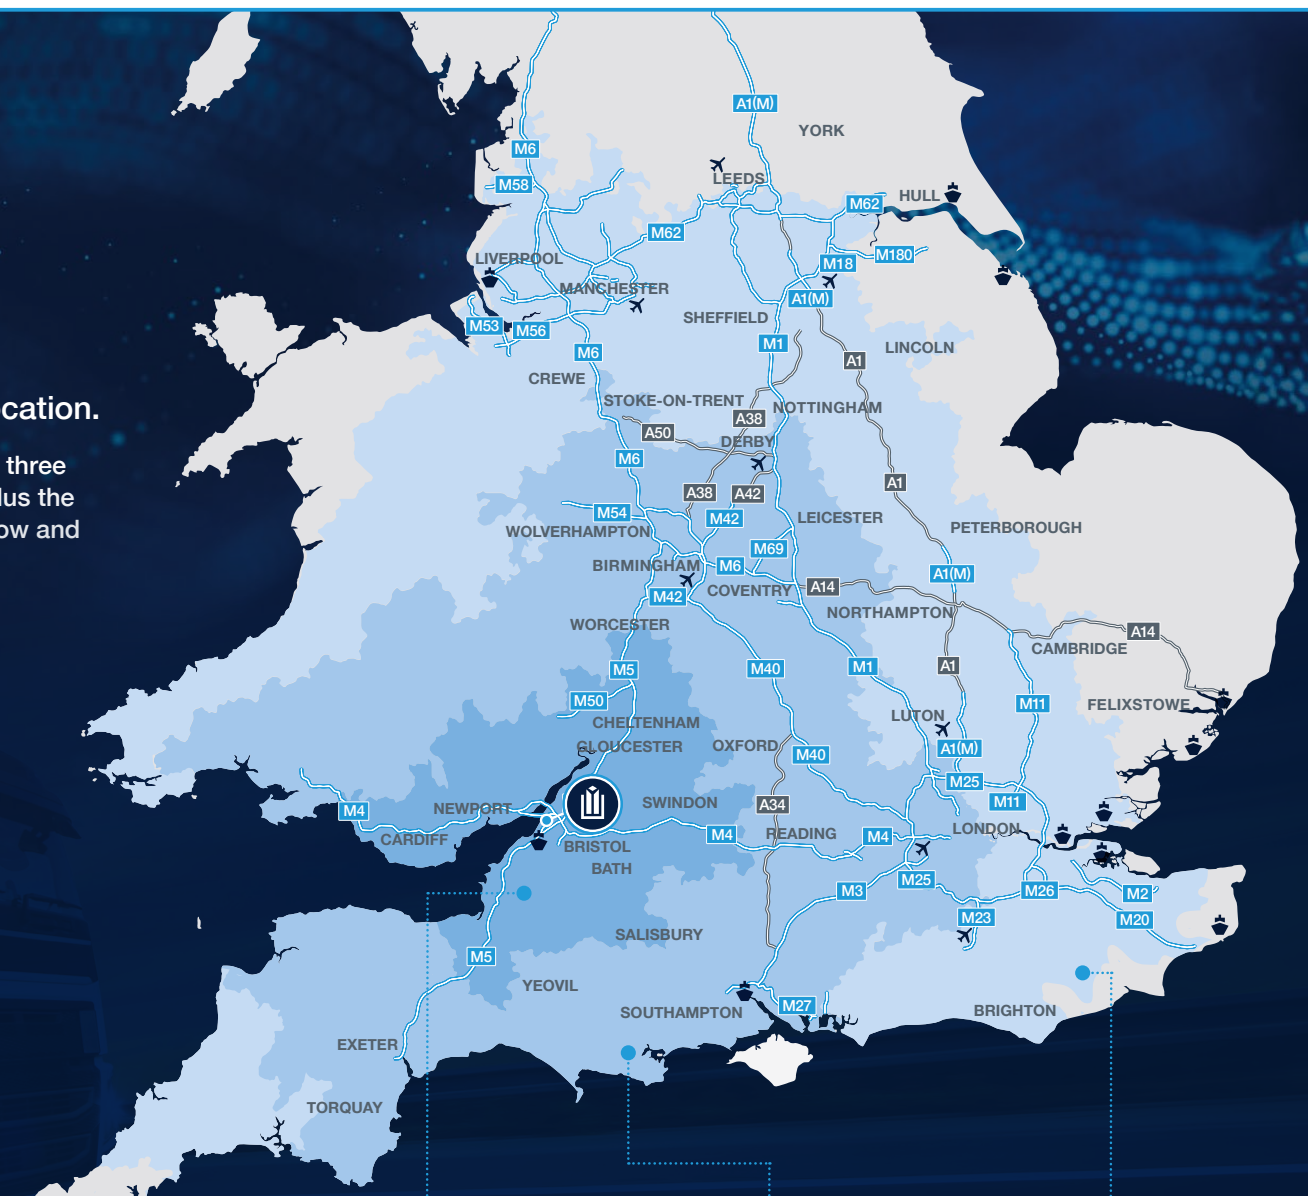 A1(M)
YORK
M6
LEEDS
M58
HULL
M62
M62
M180
LIVERPOOL
M18
MANCHESTER
A1(M)
SHEFFIELD
M53
M56
M1
LINCOLN
M6
A1
CREWE
STOKE-ON-TRENT
NOTTINGHAM
cation.
A38
A50
DERBY
three
M6
A1
lus the
A38
A42
M54
M42
LEICESTER
ow and
WOLVERHAMPTON
PETERBOROUGH
M69
BIRMINGHAM
M6
A1(M)
COVENTRY
A14
M42
NORTHAMPTON
WORCESTER
A14
CAMBRIDGE
M5
M40
M1
A1
M50
M11
FELIXSTOWE
CHELTENHAM
LUTON
GLOUCESTER
OXFORD
M40
A1(M)
M25
M4
NEWPORT
SWINDON
A34
M11
CARDIFF
M4
READING
M4
LONDON
BRISTOL
BATH
M25
M3
M26
M2
M23
M20
SALISBURY
M5
YEOVIL
M27
SOUTHAMPTON
BRIGHTON
EXETER
TORQUAY